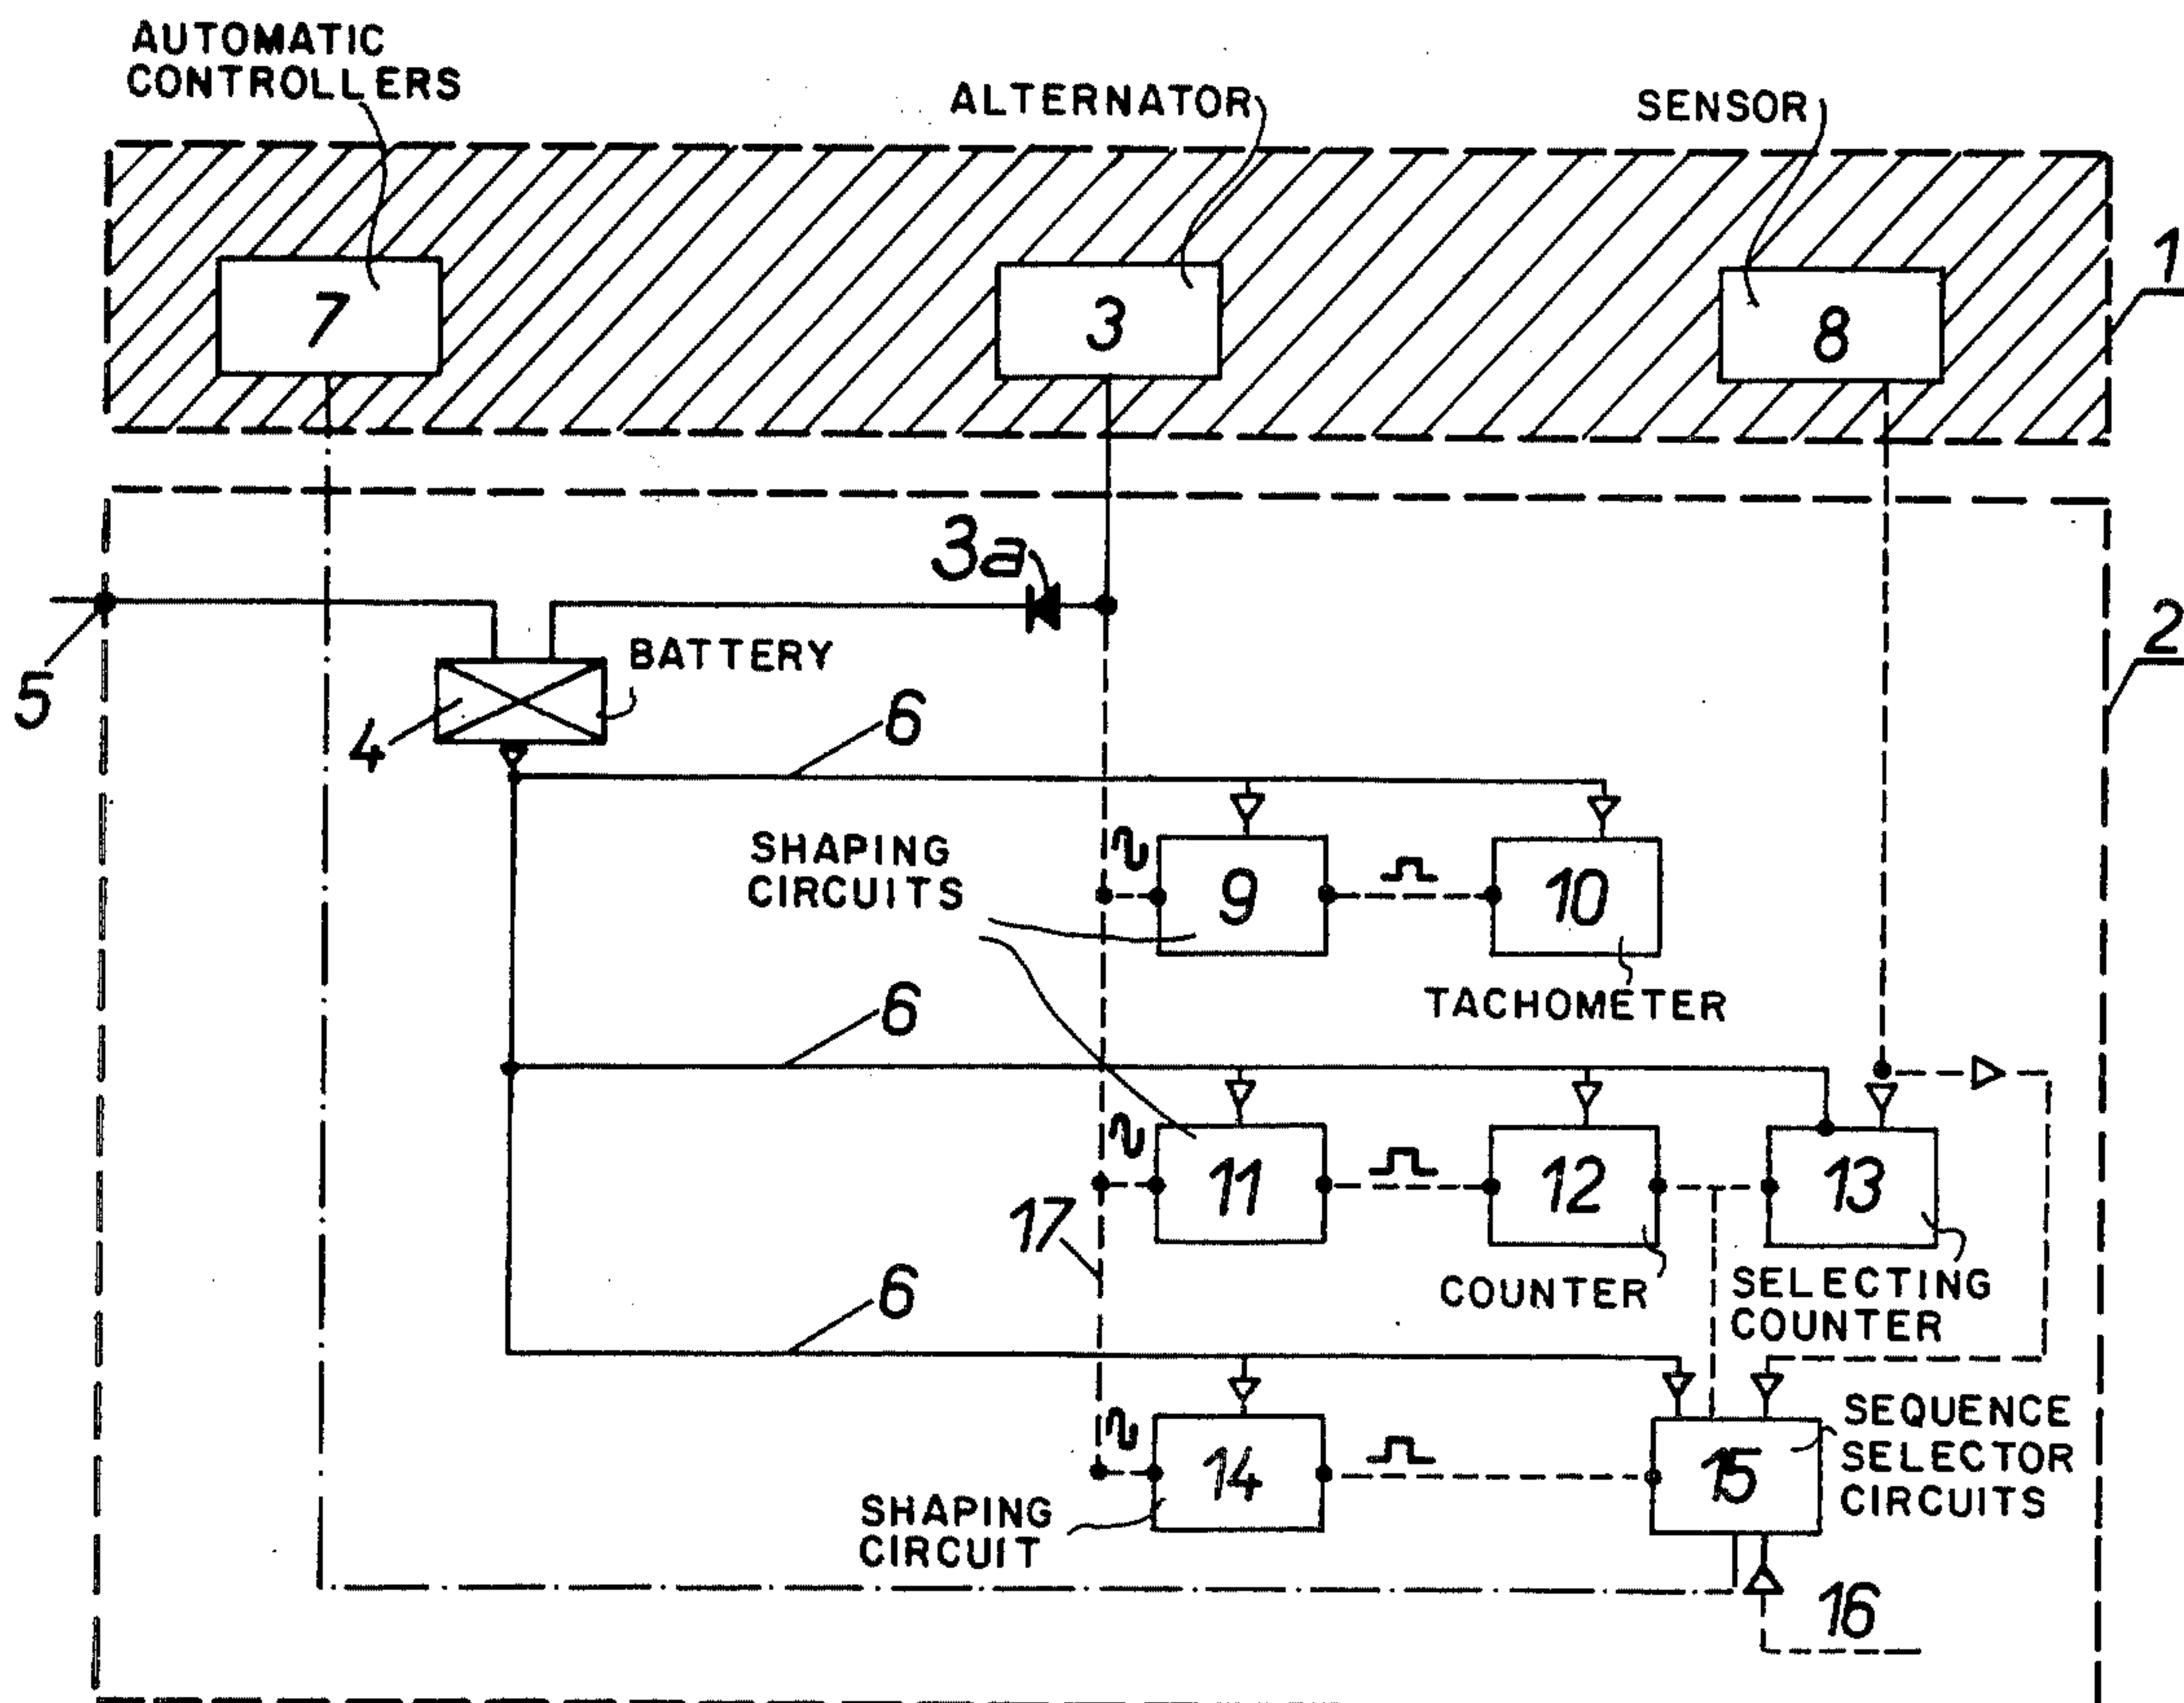 AUTOMATIC
CONTROLLERS
ALTERNATOR
SENSOR
7
3
8
1
3a
5
BATTERY
4
2
6
SHAPING
CIRCUITS
9
10
TACHOMETER
6
11
12
13
17
COUNTER
SELECTING
COUNTER
6
14
15
SEQUENCE
SELECTOR
CIRCUITS
SHAPING
CIRCUIT
16